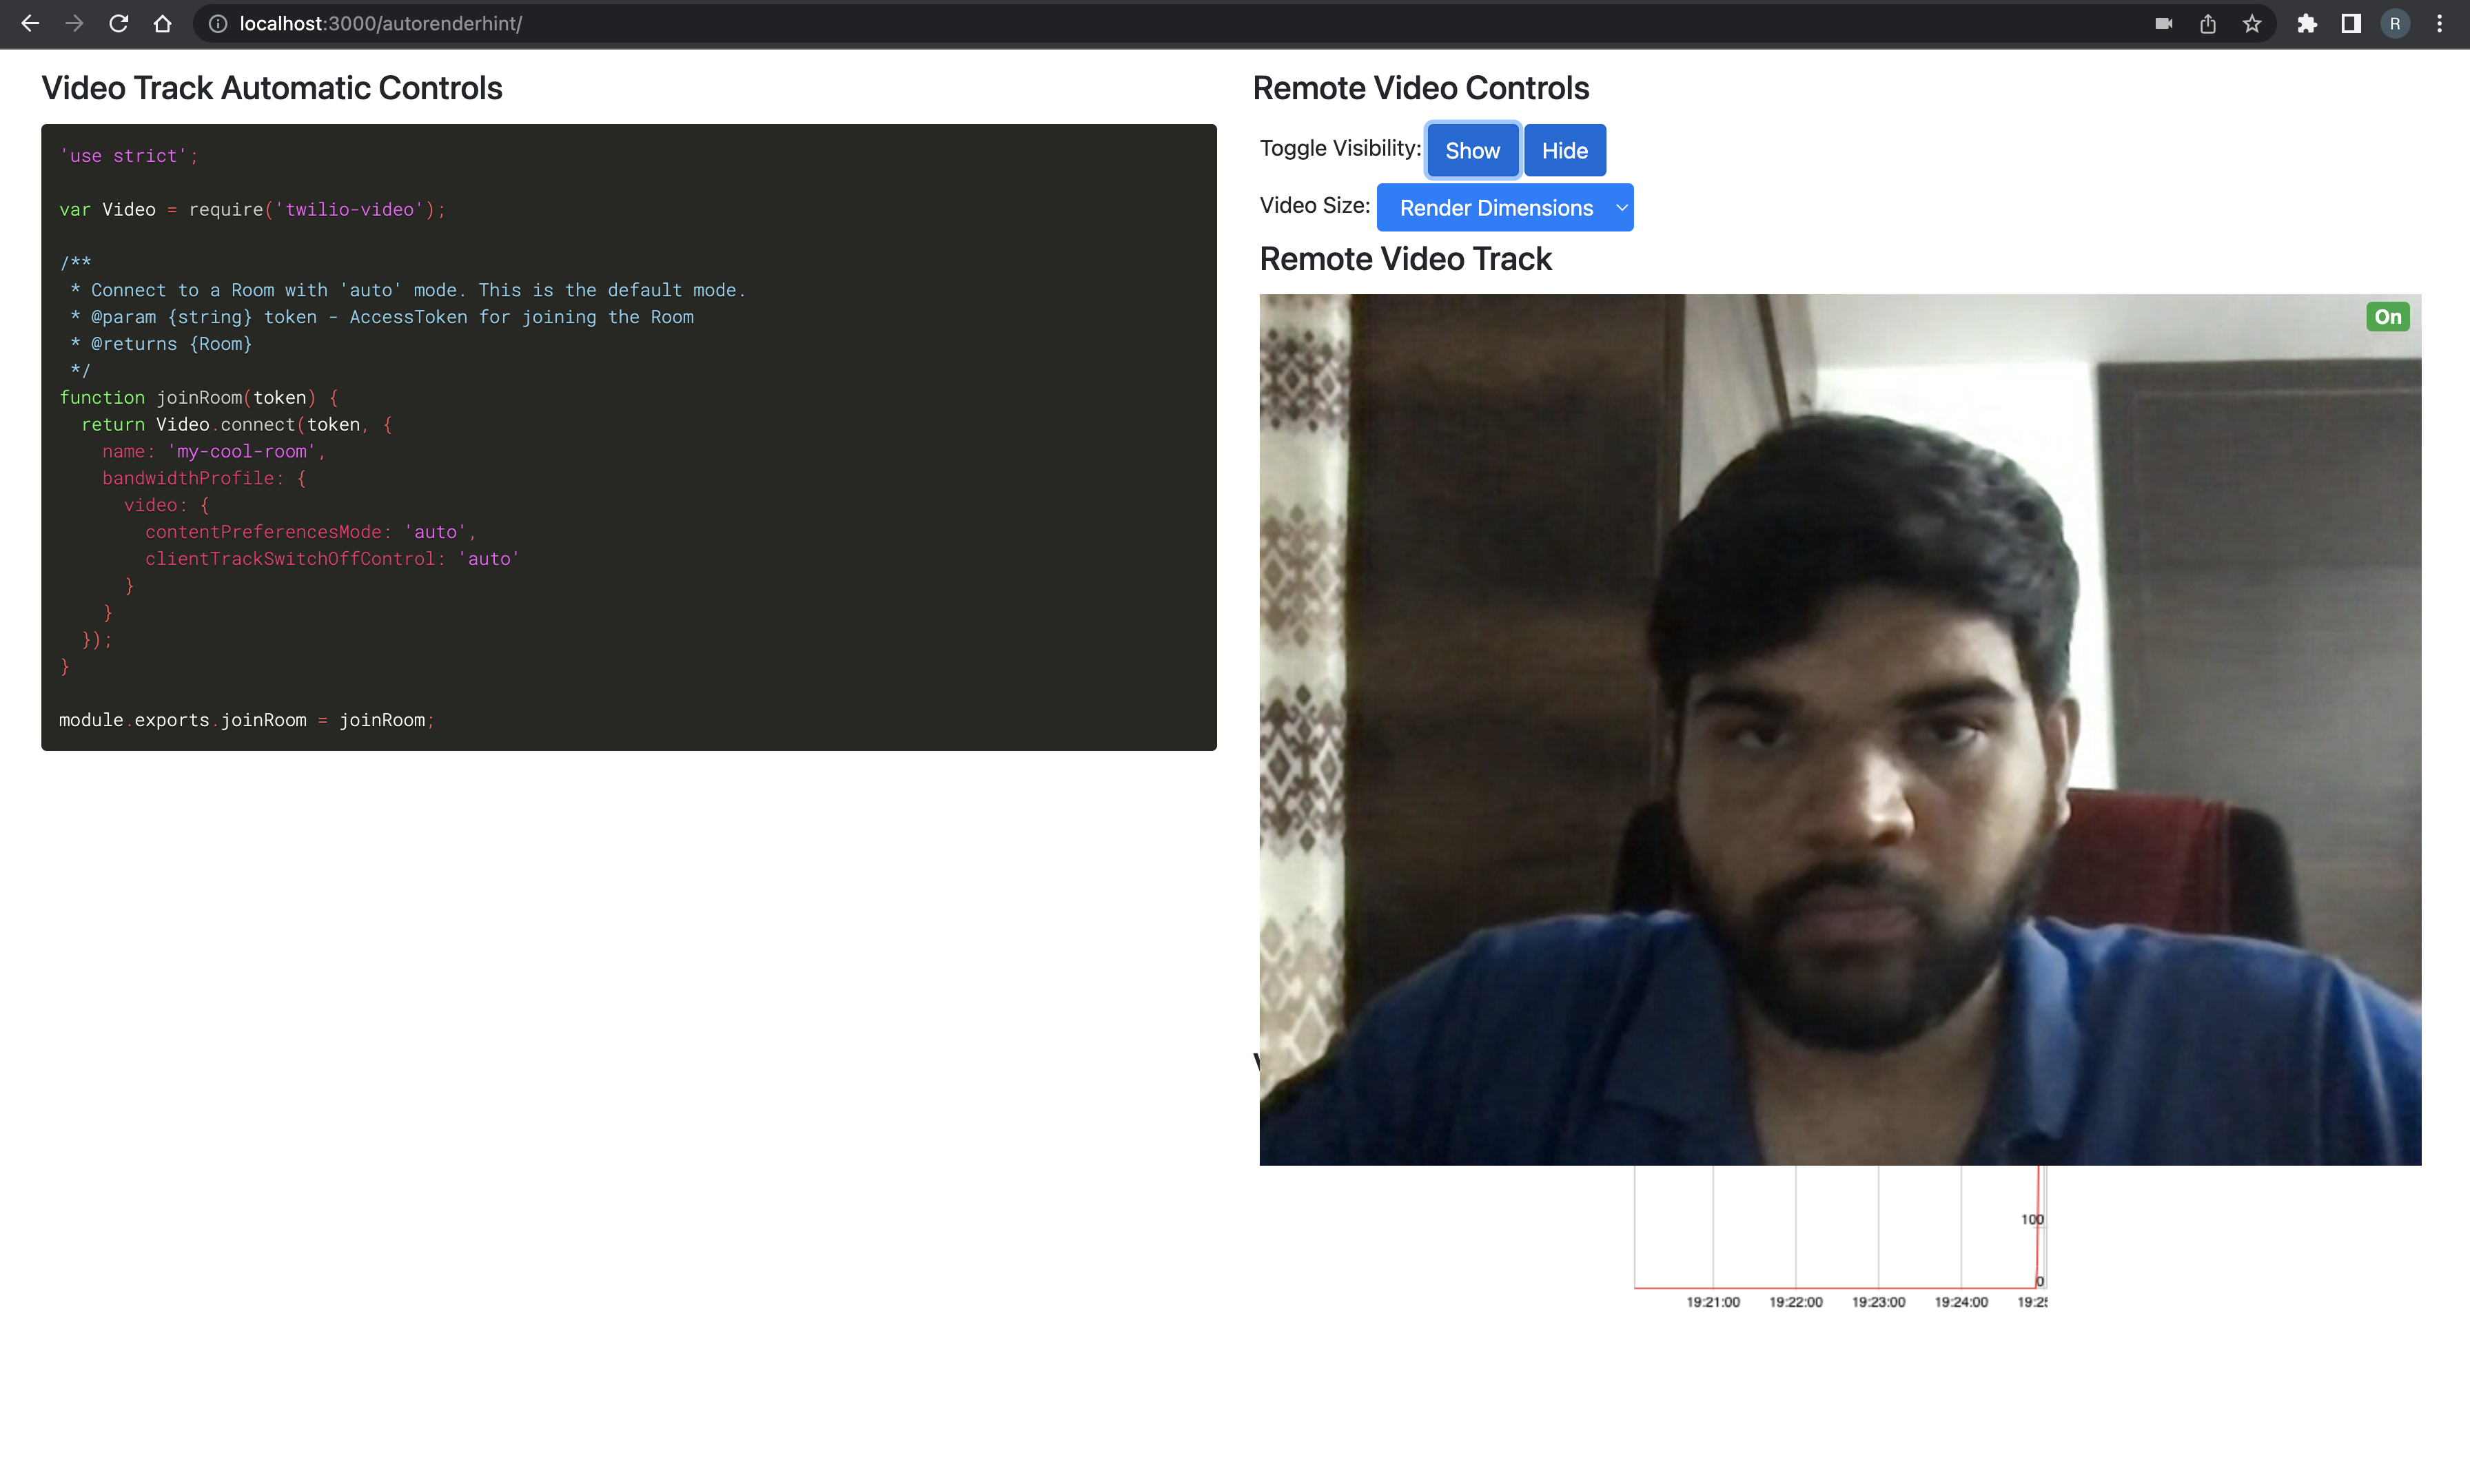 localhost:3000/autorenderhint/
R
Video Track Automatic Controls
'use strict';
var Video = require('twilio-video');
/**
 * Connect to a Room with 'auto' mode. This is the default mode.
 * @param {string} token - AccessToken for joining the Room
 * @returns {Room}
 */
function joinRoom(token) {
  return Video.connect(token, {
    name: 'my-cool-room',
    bandwidthProfile: {
      video: {
        contentPreferencesMode: 'auto',
        clientTrackSwitchOffControl: 'auto'
      }
    }
  });
}
module.exports.joinRoom = joinRoom;
Remote Video Controls
Toggle Visibility: Show Hide
Video Size: Render Dimensions
Remote Video Track
On
100
0
19:21:00 19:22:00 19:23:00 19:24:00